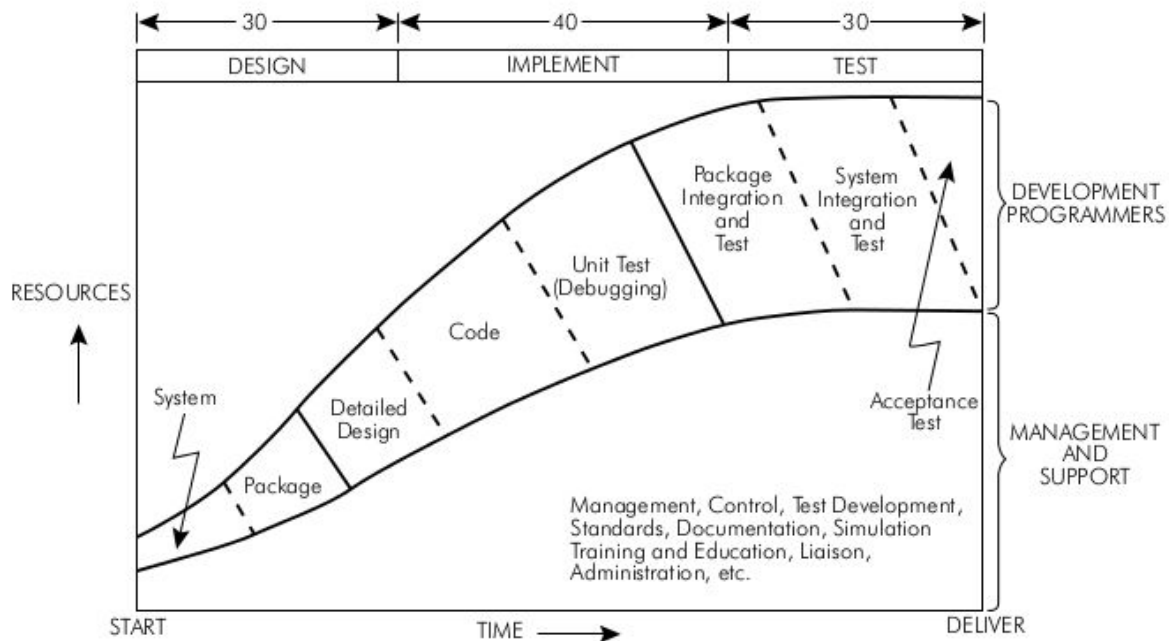 30
40
30
DESIGN
IMPLEMENT
TEST
Package
Integration
and
Test
System
Integration
and
Test
DEVELOPMENT
PROGRAMMERS
Unit Test
(Debugging)
RESOURCES
Code
System
Detailed
Design
Acceptance
Test
MANAGEMENT
AND
SUPPORT
Package
Management, Control, Test Development,
Standards, Documentation, Simulation
Training and Education, Liaison,
Administration, etc.
START
TIME
DELIVER